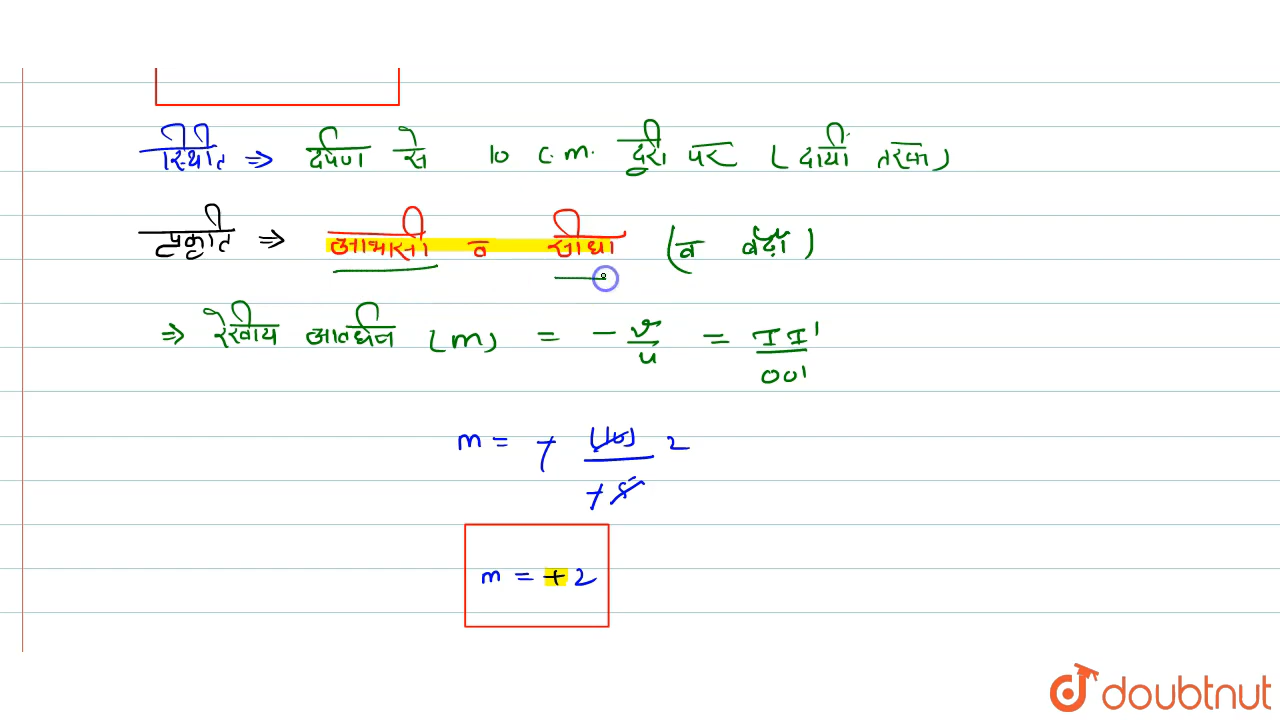 स्थिति ⇒ दर्पण से 10 c.m. दूरी पर (दायीं तरफ)
प्रकृति ⇒ आभासी व सीधा (व बड़ा)
⇒ रेखीय आवर्धन (m) = - v/u = II'/OO'
m = + (10)/+5 2
m = + 2
doubtnut